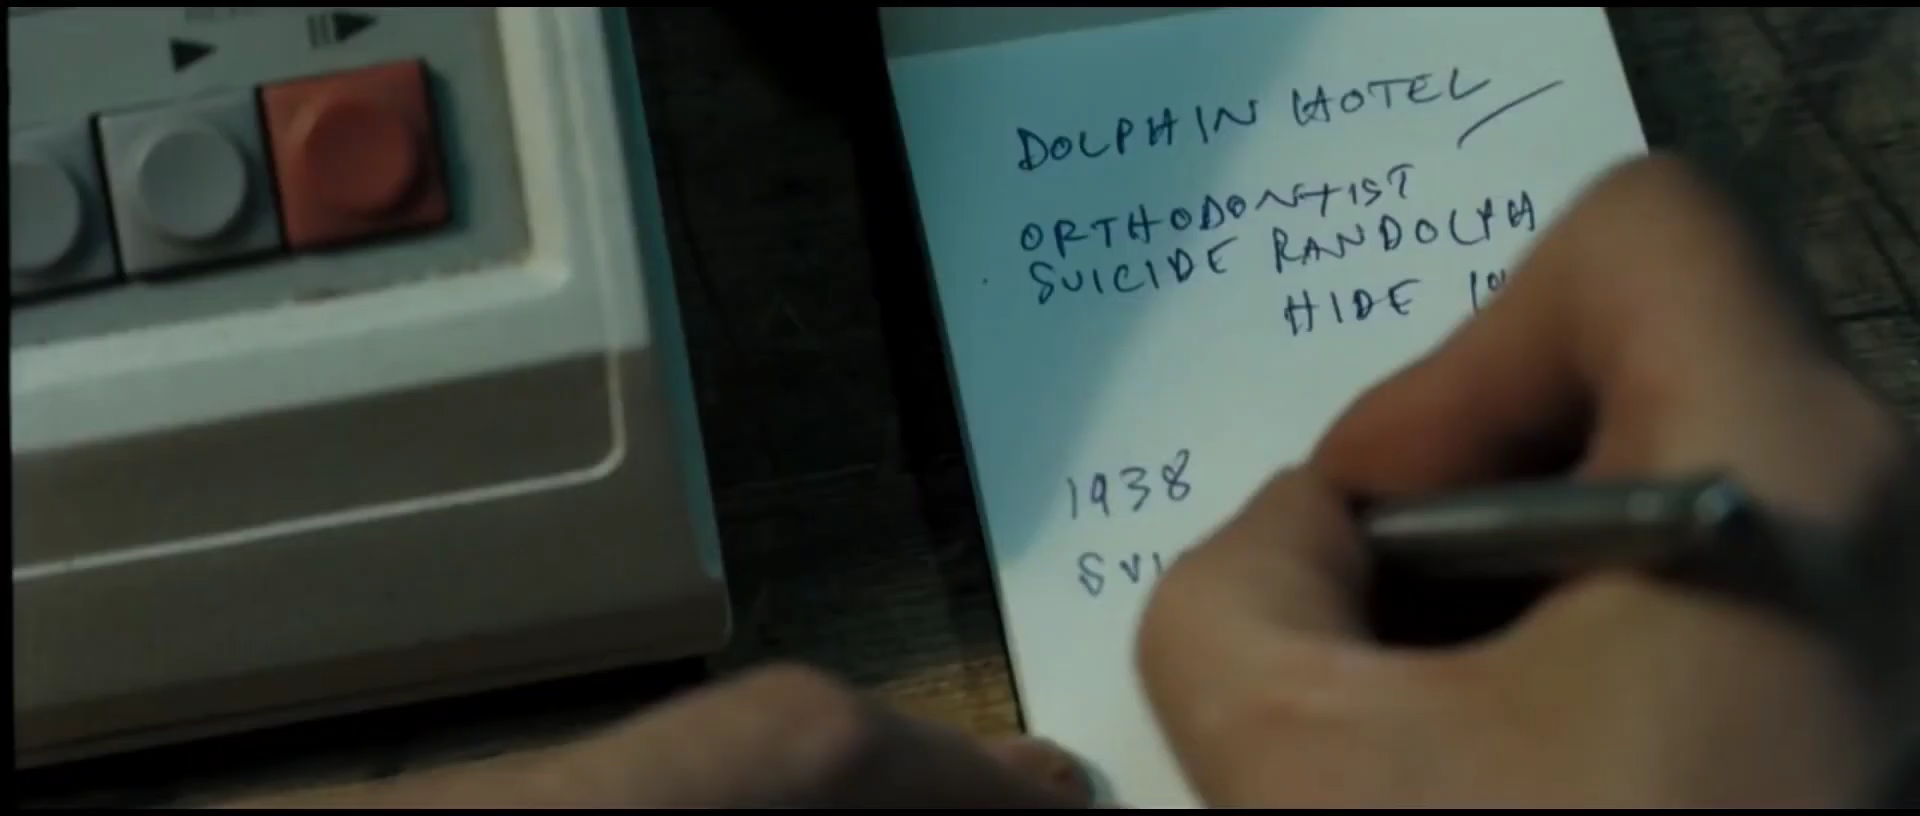 DOLPHIN HOTEL
ORTHODONTIST
SUICIDE RANDOLPH
HIDE
1938